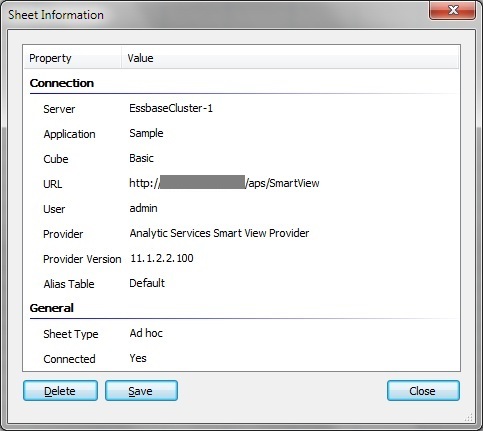 Sheet Information
Property Value
Connection
Server EssbaseCluster-1
Application Sample
Cube Basic
URL http:// /aps/SmartView
User admin
Provider Analytic Services Smart View Provider
Provider Version 11.1.2.2.100
Alias Table Default
General
Sheet Type Ad hoc
Connected Yes
Delete Save Close